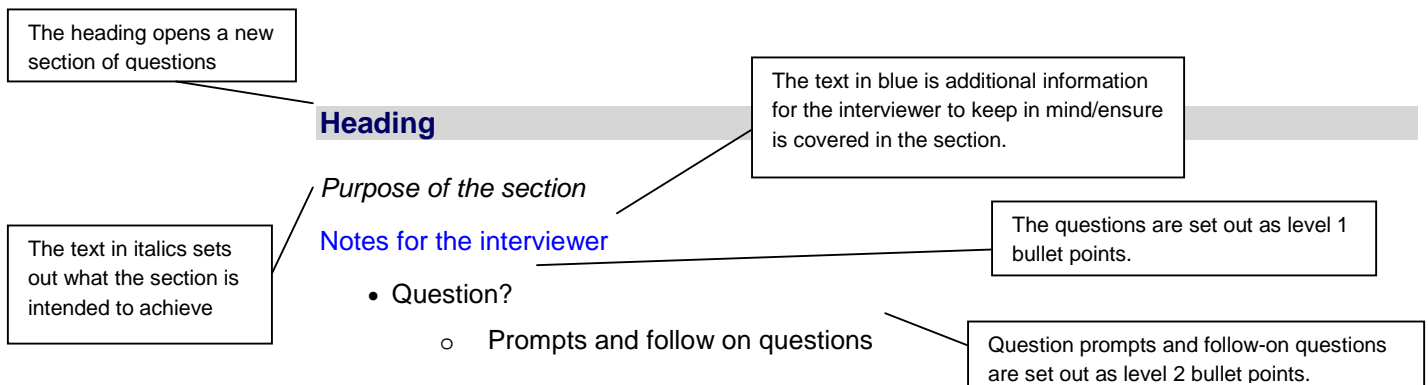 The heading opens a new
section of questions
The text in blue is additional information
for the interviewer to keep in mind/ensure
is covered in the section.
Heading
Purpose of the section
Notes for the interviewer
The text in italics sets
out what the section is
intended to achieve
The questions are set out as level 1
bullet points.
• Question?
o Prompts and follow on questions
Question prompts and follow-on questions
are set out as level 2 bullet points.